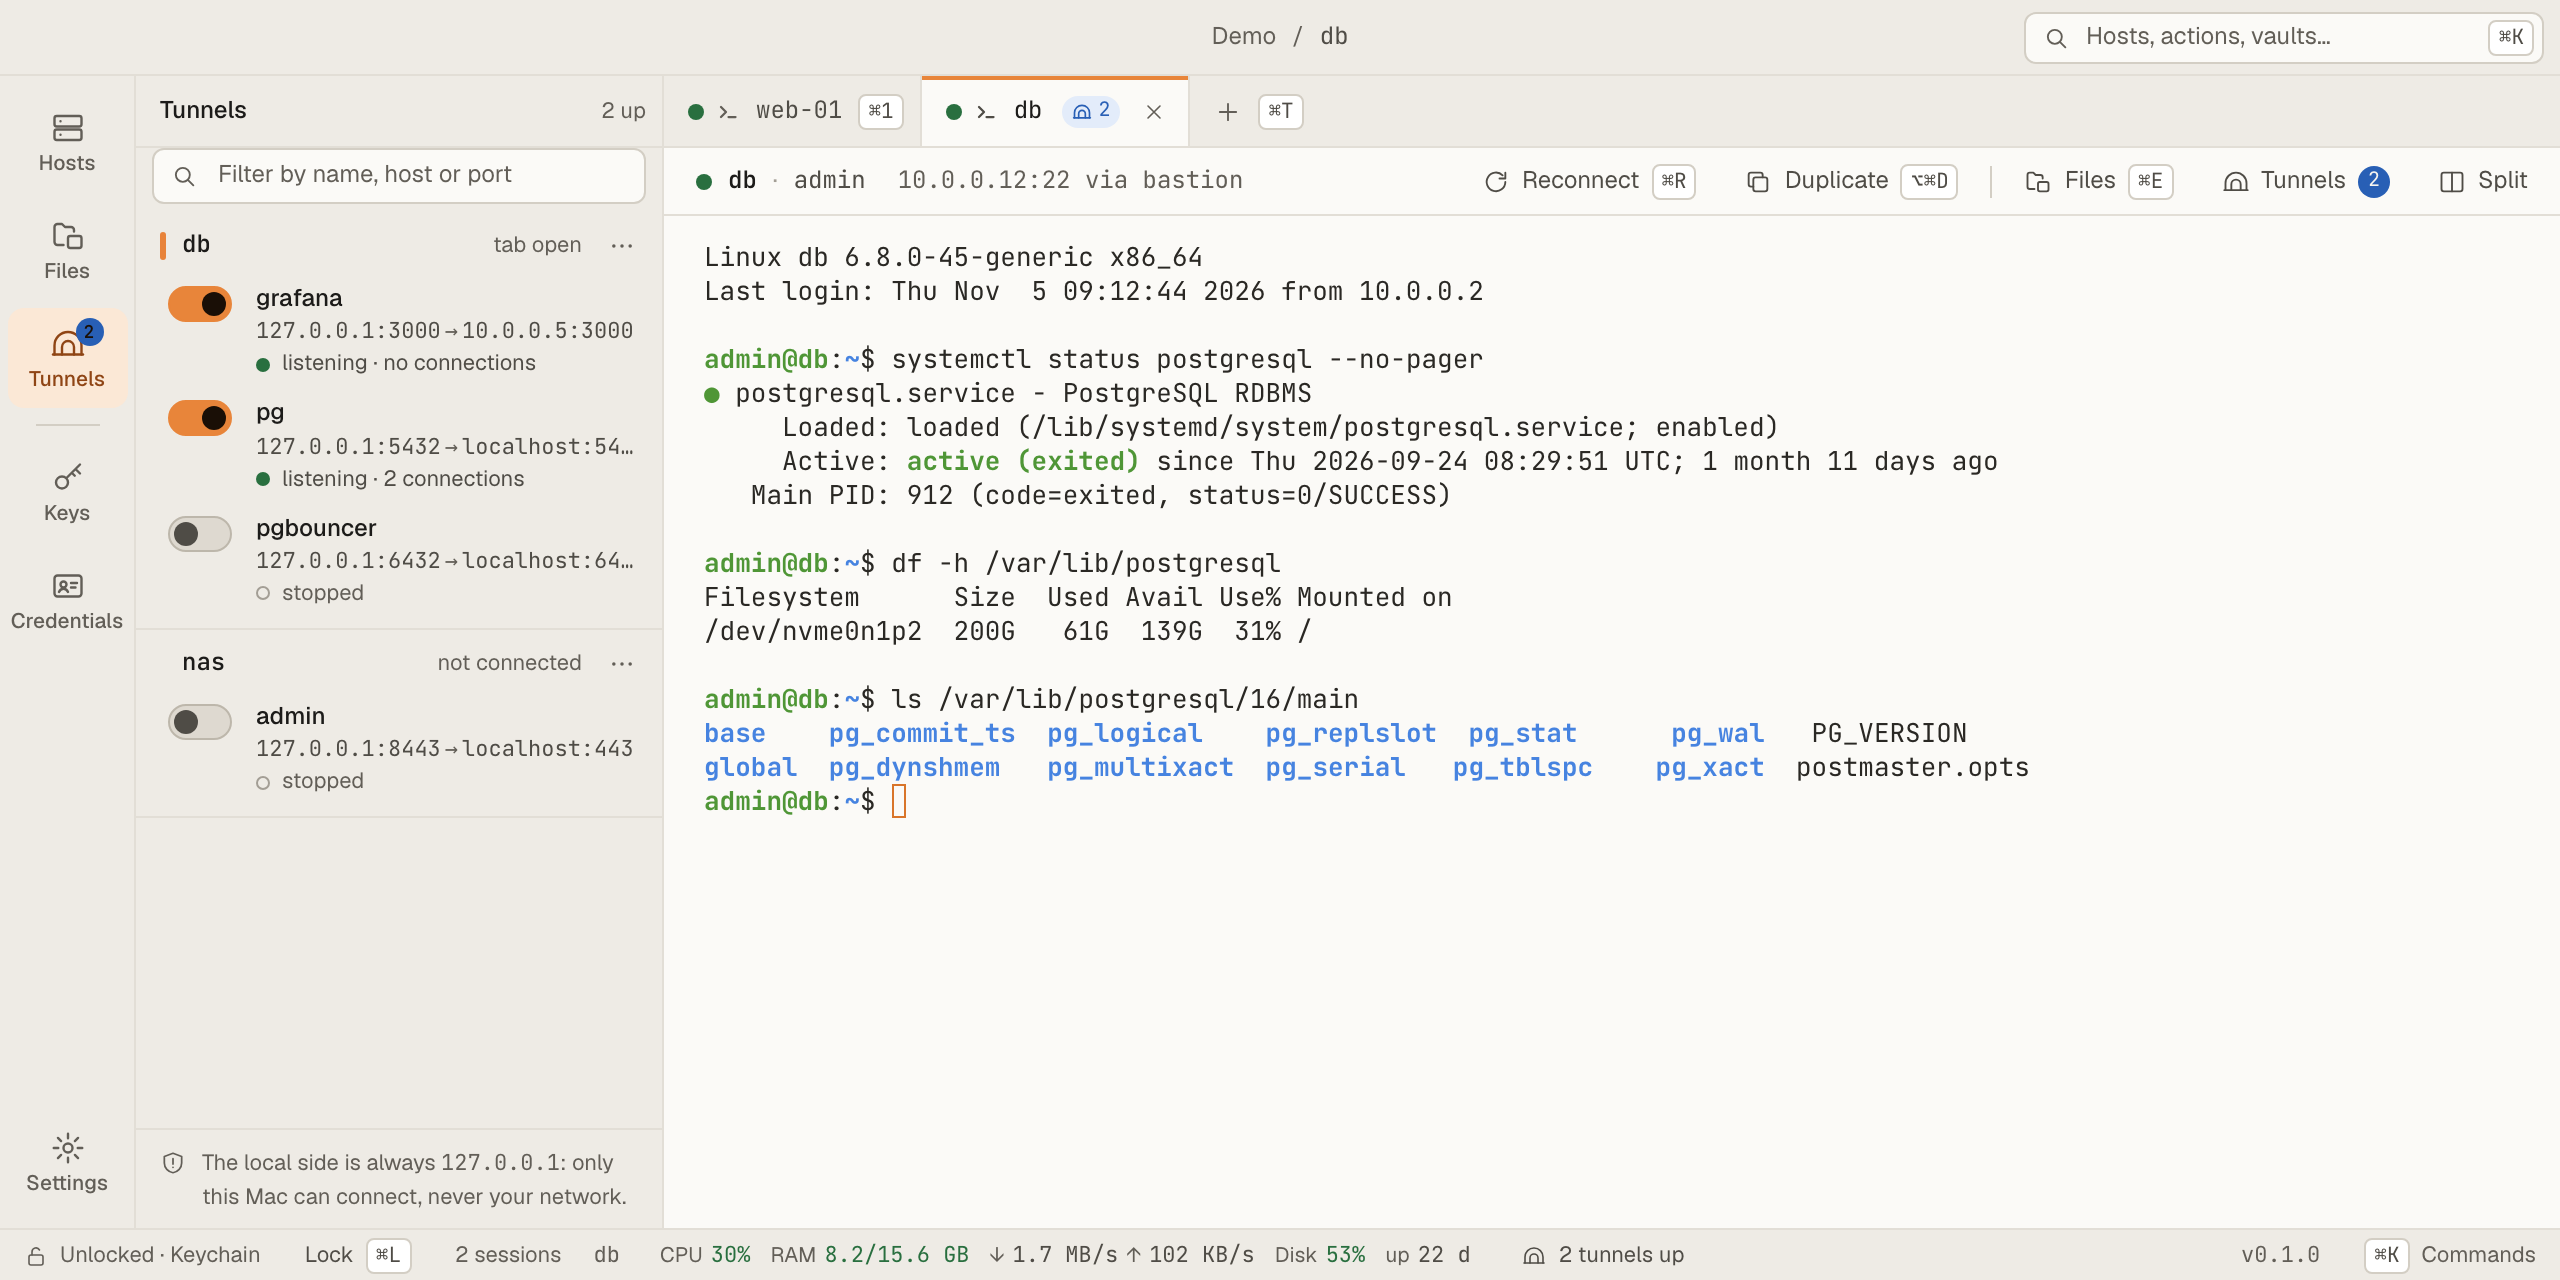 Demo / db
Hosts, actions, vaults... ⌘K
Hosts
Files
2
Tunnels
Keys
Credentials
Settings
Tunnels 2 up
Filter by name, host or port
db tab open ···
grafana
127.0.0.1:3000→10.0.0.5:3000
listening · no connections
pg
127.0.0.1:5432→localhost:54…
listening · 2 connections
pgbouncer
127.0.0.1:6432→localhost:64…
stopped
nas not connected ···
admin
127.0.0.1:8443→localhost:443
stopped
The local side is always 127.0.0.1: only
this Mac can connect, never your network.
web-01 ⌘1 db 2 ⌘T
db · admin 10.0.0.12:22 via bastion Reconnect ⌘R Duplicate ⌥⌘D Files ⌘E Tunnels 2 Split
Linux db 6.8.0-45-generic x86_64
Last login: Thu Nov  5 09:12:44 2026 from 10.0.0.2
admin@db:~$ systemctl status postgresql --no-pager
● postgresql.service - PostgreSQL RDBMS
Loaded: loaded (/lib/systemd/system/postgresql.service; enabled)
Active: active (exited) since Thu 2026-09-24 08:29:51 UTC; 1 month 11 days ago
Main PID: 912 (code=exited, status=0/SUCCESS)
admin@db:~$ df -h /var/lib/postgresql
Filesystem      Size  Used Avail Use% Mounted on
/dev/nvme0n1p2  200G   61G  139G  31% /
admin@db:~$ ls /var/lib/postgresql/16/main
base    pg_commit_ts  pg_logical    pg_replslot  pg_stat      pg_wal   PG_VERSION
global  pg_dynshmem   pg_multixact  pg_serial   pg_tblspc    pg_xact  postmaster.opts
admin@db:~$
Unlocked · Keychain Lock ⌘L 2 sessions db CPU 30% RAM 8.2/15.6 GB ↓ 1.7 MB/s ↑ 102 KB/s Disk 53% up 22 d 2 tunnels up v0.1.0 ⌘K Commands